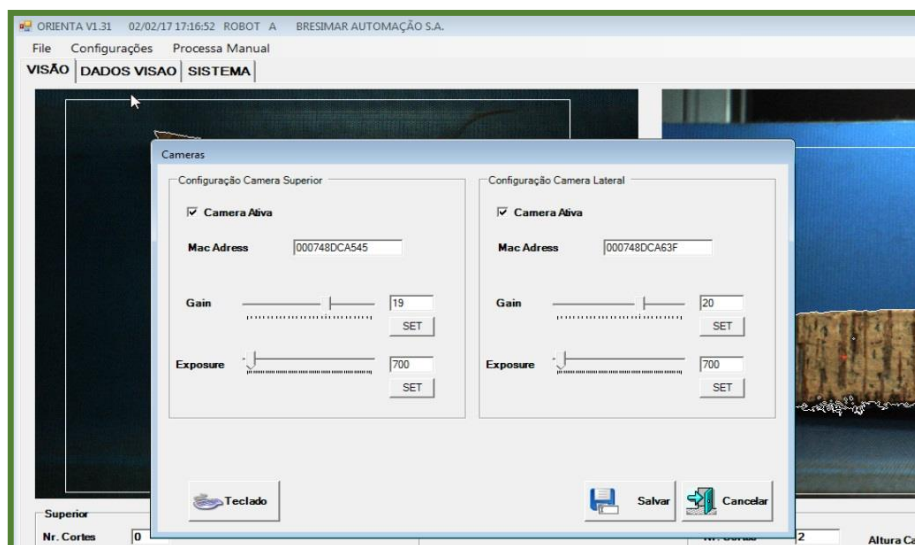 ORIENTA V1.31 02/02/17 17:16:52 ROBOT A BRESIMAR AUTOMAÇÃO S.A.
File Configurações Processa Manual
VISÃO DADOS VISAO SISTEMA
Cameras
Configuração Camera Superior Configuração Camera Lateral
Camera Ativa Camera Ativa
Mac Adress 000748DCA545 Mac Adress 000748DCA63F
Gain 19 Gain 20
SET SET
Exposure 700 Exposure 700
SET SET
Teclado Salvar Cancelar
Superior
Nr. Cortes 0 2 Altura